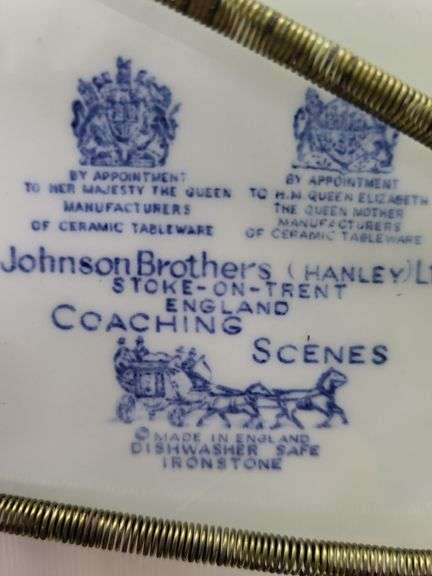 BY APPOINTMENT
TO HER MAJESTY THE QUEEN
MANUFACTURERS
OF CERAMIC TABLEWARE
BY APPOINTMENT
TO H.M. QUEEN ELIZABETH
THE QUEEN MOTHER
MANUFACTURERS
OF CERAMIC TABLEWARE
Johnson Brothers (HANLEY) Lt
STOKE-ON-TRENT
ENGLAND
COACHING
SCENES
© MADE IN ENGLAND
DISHWASHER SAFE
IRONSTONE